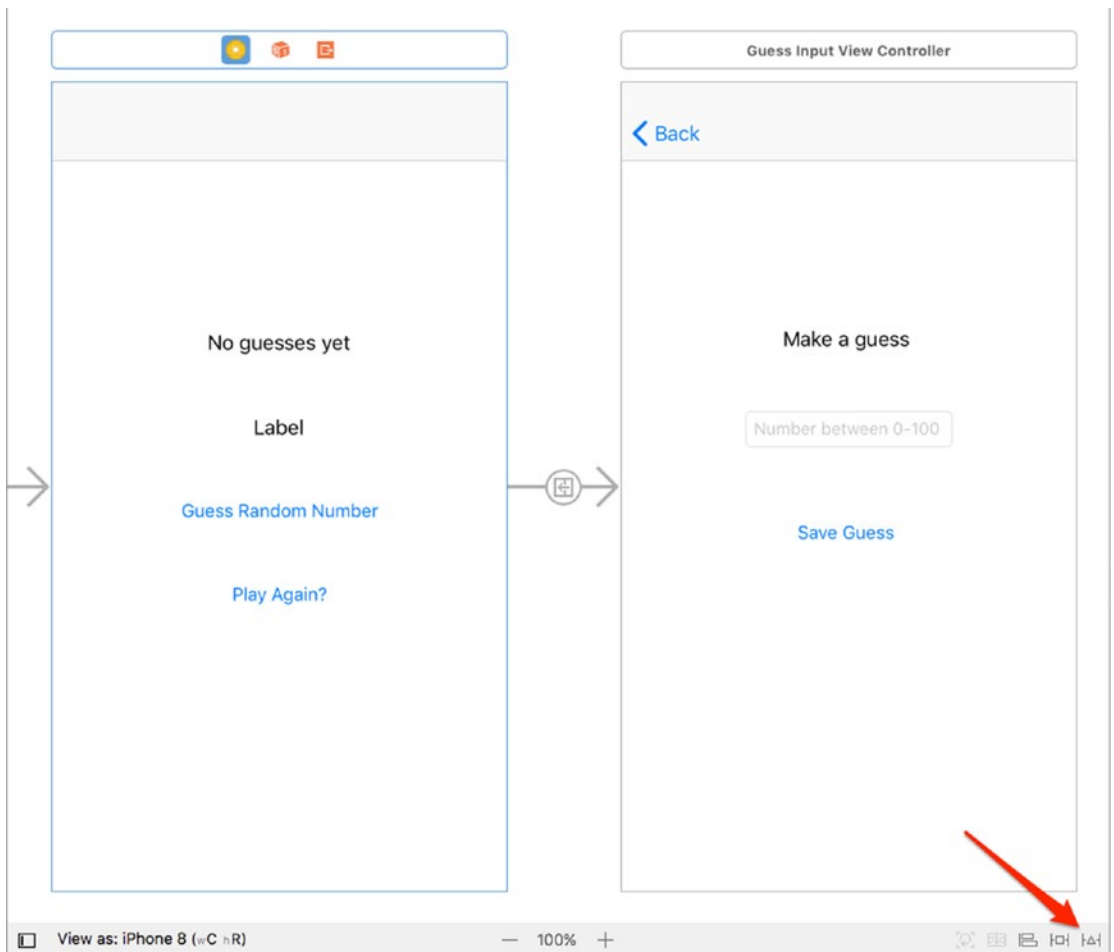 Guess Input View Controller
Back
No guesses yet
Label
Guess Random Number
Play Again?
Make a guess
Number between 0-100
Save Guess
View as: iPhone 8 (wC hR)
100%